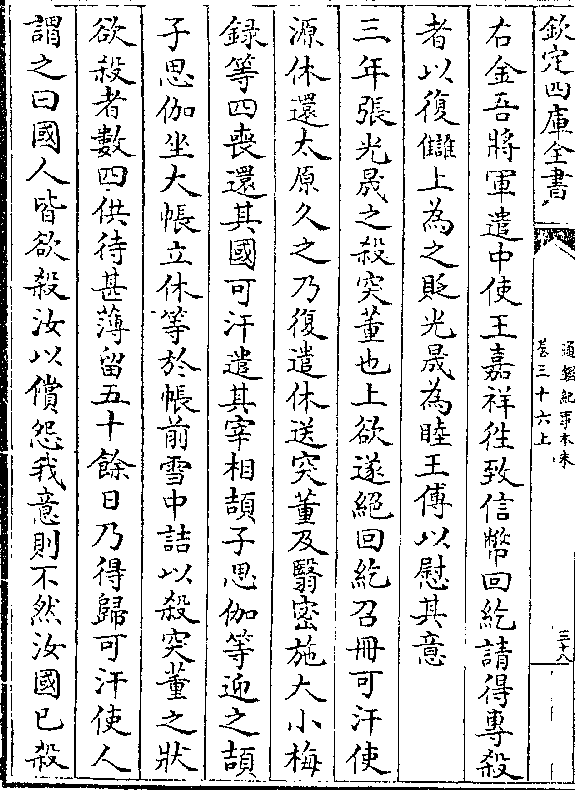 欽定四庫全書
通鑑紀事本末
卷三十六上
三十八
右金吾將軍遣中使王嘉祥徃致信幣回紇請得專殺
者以復讎上為之貶光晟為睦王傅以慰其意
三年張光晟之殺突董也上欲遂絕回紇召冊可汗使
源休還太原久之乃復遣休送突董及翳密施大小梅
録等四喪還其國可汗遣其宰相頡子思伽等迎之頡
子思伽坐大帳立休等於帳前雪中詰以殺突董之狀
欲殺者數四供待甚薄留五十餘日乃得歸可汗使人
謂之曰國人皆欲殺汝以償怨我意則不然汝國已殺